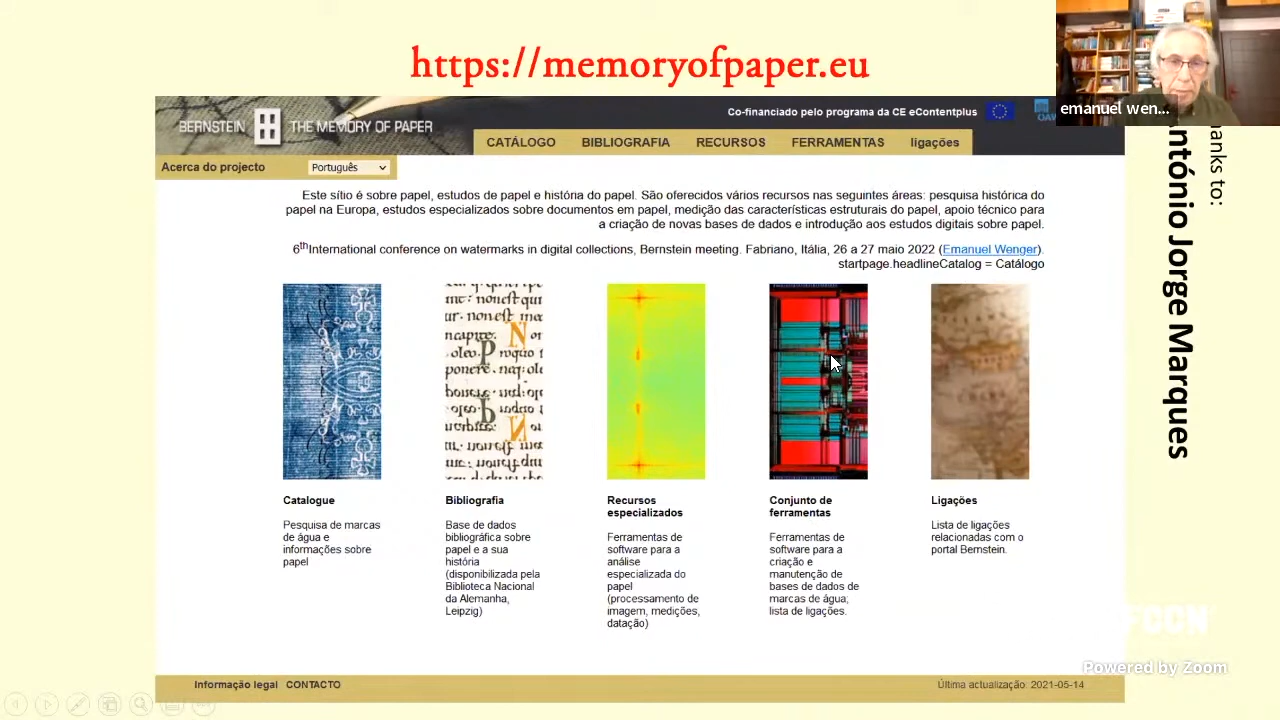 https://memoryofpaper.eu
emanuel wen...
BERNSTEIN THE MEMORY OF PAPER
Co-financiado pelo programa da CE eContentplus
CATÁLOGO BIBLIOGRAFIA RECURSOS FERRAMENTAS ligações
Acerca do projecto Português
hanks to:
ntónio Jorge Marques
Este sítio é sobre papel, estudos de papel e história do papel. São oferecidos vários recursos nas seguintes áreas: pesquisa histórica do
papel na Europa, estudos especializados sobre documentos em papel, medição das características estruturais do papel, apoio técnico para
a criação de novas bases de dados e introdução aos estudos digitais sobre papel.
6thInternational conference on watermarks in digital collections, Bernstein meeting. Fabriano, Itália, 26 a 27 maio 2022 (Emanuel Wenger).
startpage.headlineCatalog = Catálogo
Catalogue
Pesquisa de marcas
de água e
informações sobre
papel
Bibliografia
Base de dados
bibliográfica sobre
papel e a sua
história
(disponibilizada pela
Biblioteca Nacional
da Alemanha,
Leipzig)
Recursos
especializados
Ferramentas de
software para a
análise
especializada do
papel
(processamento de
imagem, medições,
datação)
Conjunto de
ferramentas
Ferramentas de
software para a
criação e
manutenção de
bases de dados de
marcas de água;
lista de ligações.
Ligações
Lista de ligações
relacionadas com o
portal Bernstein.
FCCN
Powered by Zoom
Informação legal CONTACTO
Última actualização: 2021-05-14